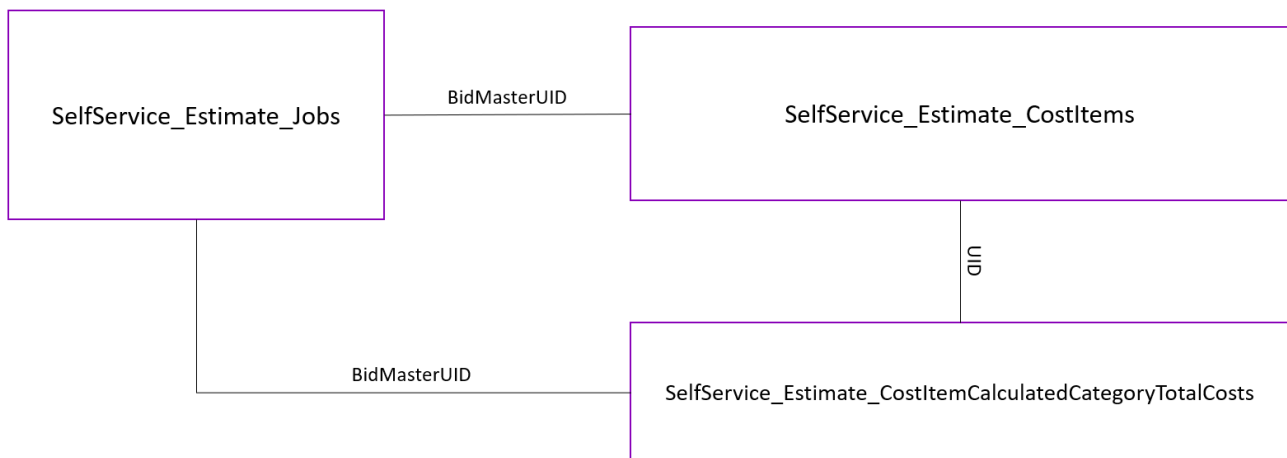 SelfService_Estimate_Jobs
BidMasterUID
SelfService_Estimate_CostItems
UID
BidMasterUID
SelfService_Estimate_CostItemCalculatedCategoryTotalCosts